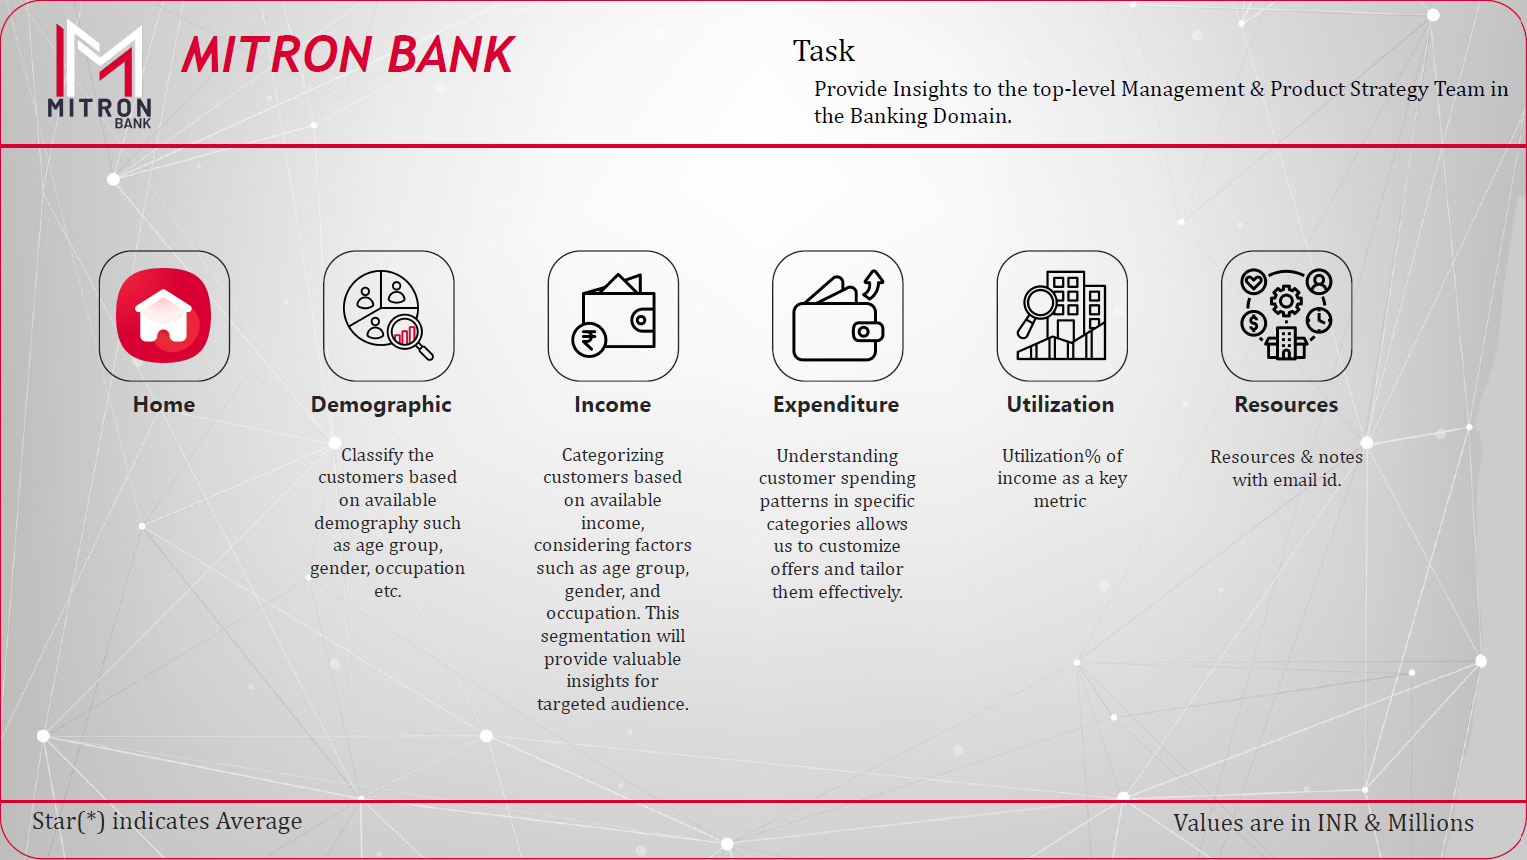 MITRON BANK
MITRON
BANK
Task
Provide Insights to the top-level Management & Product Strategy Team in
the Banking Domain.
Home
Demographic
Classify the
customers based
on available
demography such
as age group,
gender, occupation
etc.
Income
Categorizing
customers based
on available
income,
considering factors
such as age group,
gender, and
occupation. This
segmentation will
provide valuable
insights for
targeted audience.
Expenditure
Understanding
customer spending
patterns in specific
categories allows
us to customize
offers and tailor
them effectively.
Utilization
Utilization% of
income as a key
metric
Resources
Resources & notes
with email id.
Star(*) indicates Average
Values are in INR & Millions